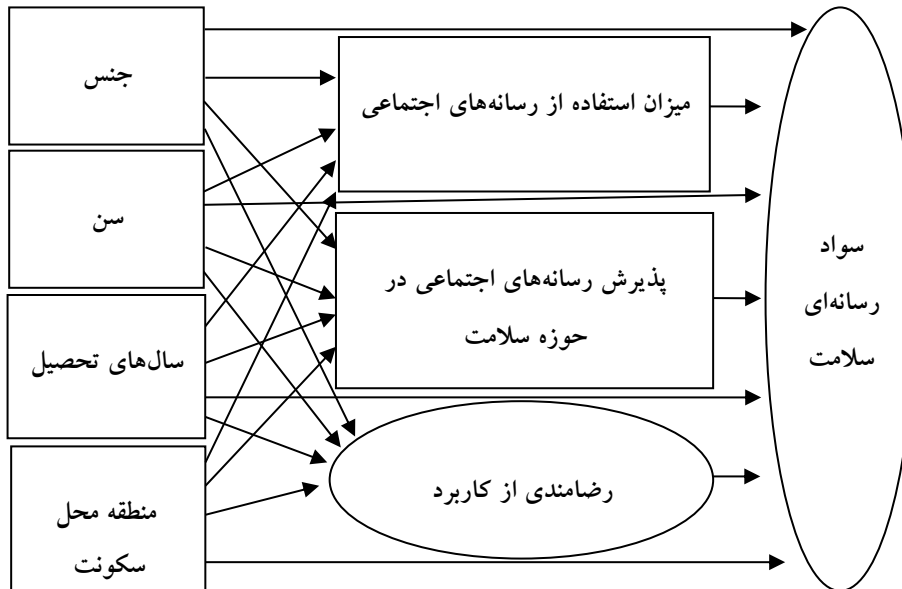 جنس
سن
سال‌های تحصیل
منطقه محل
سکونت
میزان استفاده از رسانه‌های اجتماعی
پذیرش رسانه‌های اجتماعی در
حوزه سلامت
رضامندی از کاربرد
سواد
رسانه‌ای
سلامت